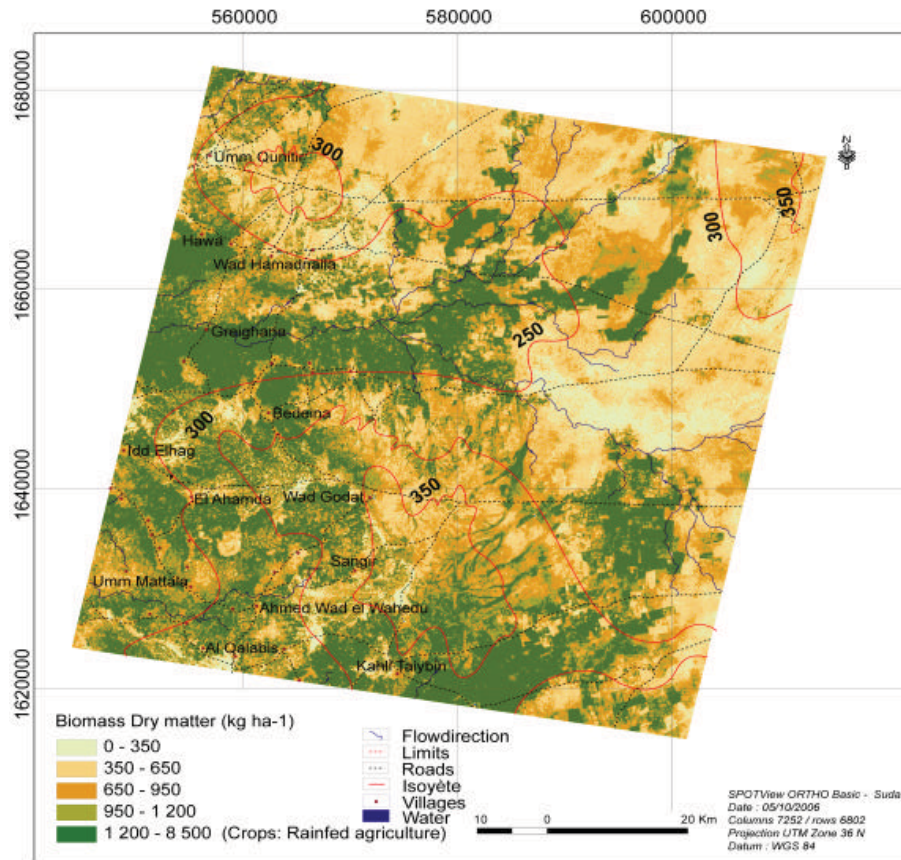 560000 580000 600000
1680000
1660000
1640000
1620000
N
Umm Qunitir
300
300
350
Hawa
Wad Hamadnalla
Greighana
250
Bedeina
300
Idd Elhag
El Ahamda
Wad Godat
350
Sangir
Umm Mattala
Ahmed Wad el Wahedu
Al Qalabis
Kahli Taiybin
Biomass Dry matter (kg ha-1)
0 - 350
350 - 650
650 - 950
950 - 1 200
1 200 - 8 500 (Crops: Rainfed agriculture)
Flowdirection
Limits
Roads
Isoyète
Villages
Water
10 0 20 Km
SPOTView ORTHO Basic - Suda
Date : 05/10/2006
Columns 7252 / rows 6802
Projection UTM Zone 36 N
Datum : WGS 84